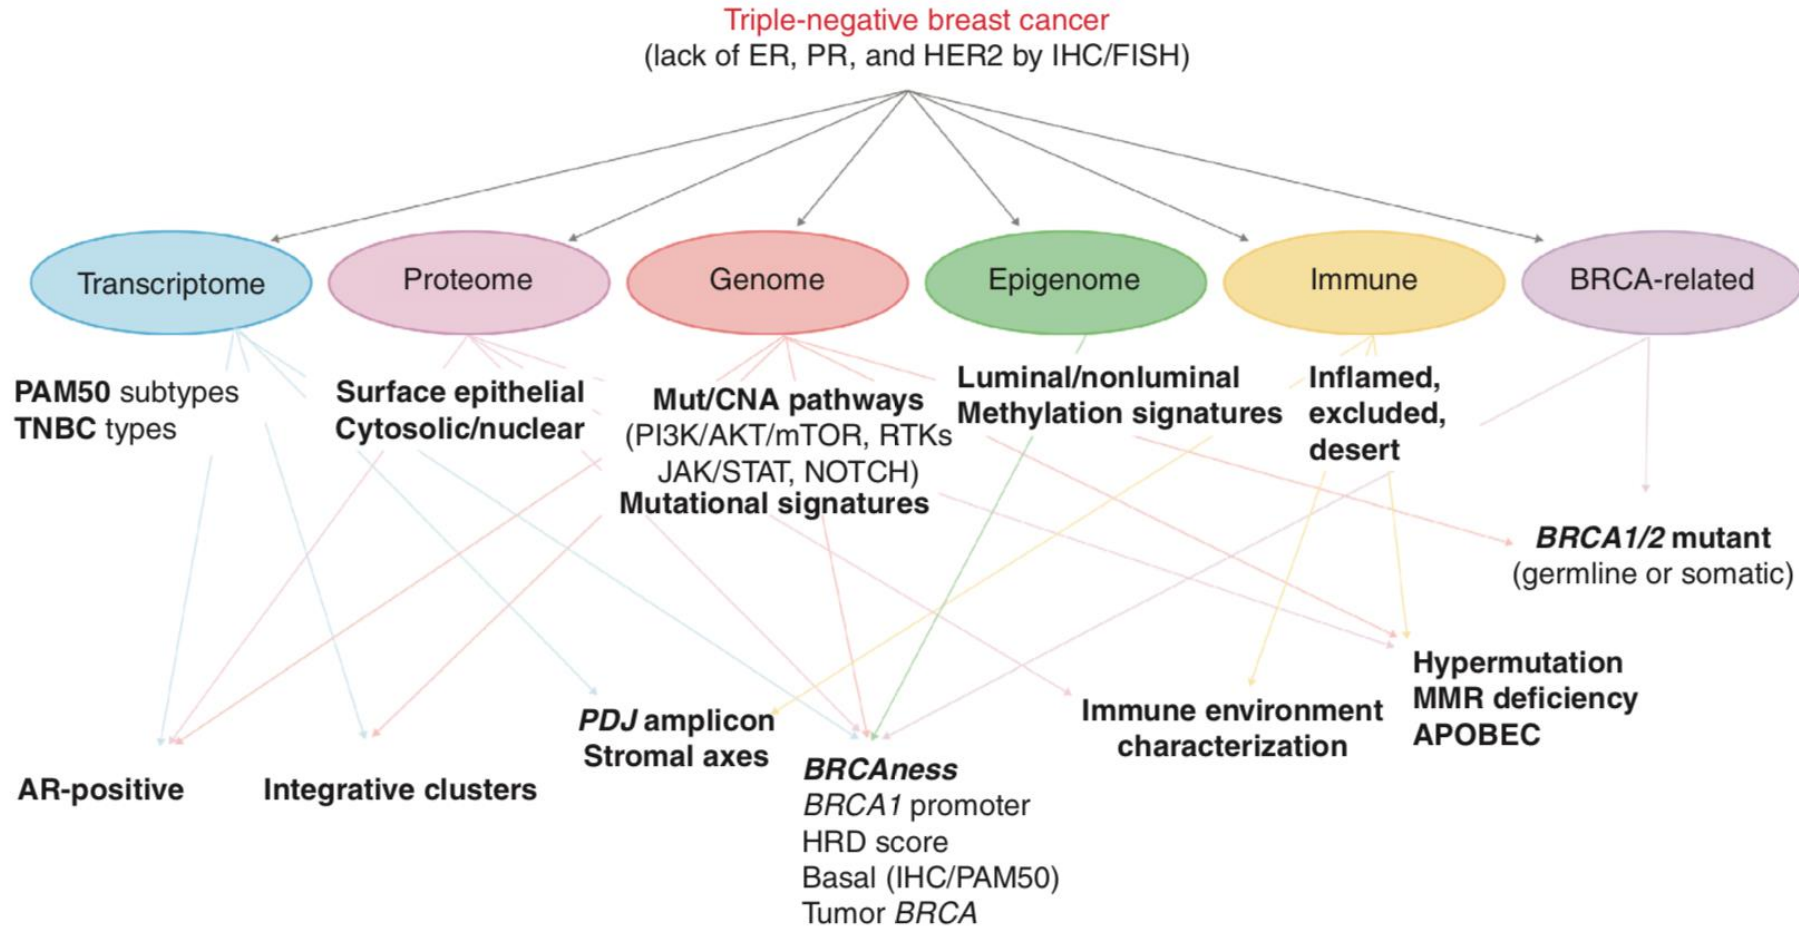 Triple-negative breast cancer
(lack of ER, PR, and HER2 by IHC/FISH)
Transcriptome
Proteome
Genome
Epigenome
Immune
BRCA-related
PAM50 subtypes
TNBC types
Surface epithelial
Cytosolic/nuclear
Mut/CNA pathways
(PI3K/AKT/mTOR, RTKs
JAK/STAT, NOTCH)
Mutational signatures
Luminal/nonluminal
Methylation signatures
Inflamed,
excluded,
desert
BRCA1/2 mutant
(germline or somatic)
Hypermutation
MMR deficiency
APOBEC
Immune environment
characterization
PDJ amplicon
Stromal axes
AR-positive
Integrative clusters
BRCAness
BRCA1 promoter
HRD score
Basal (IHC/PAM50)
Tumor BRCA